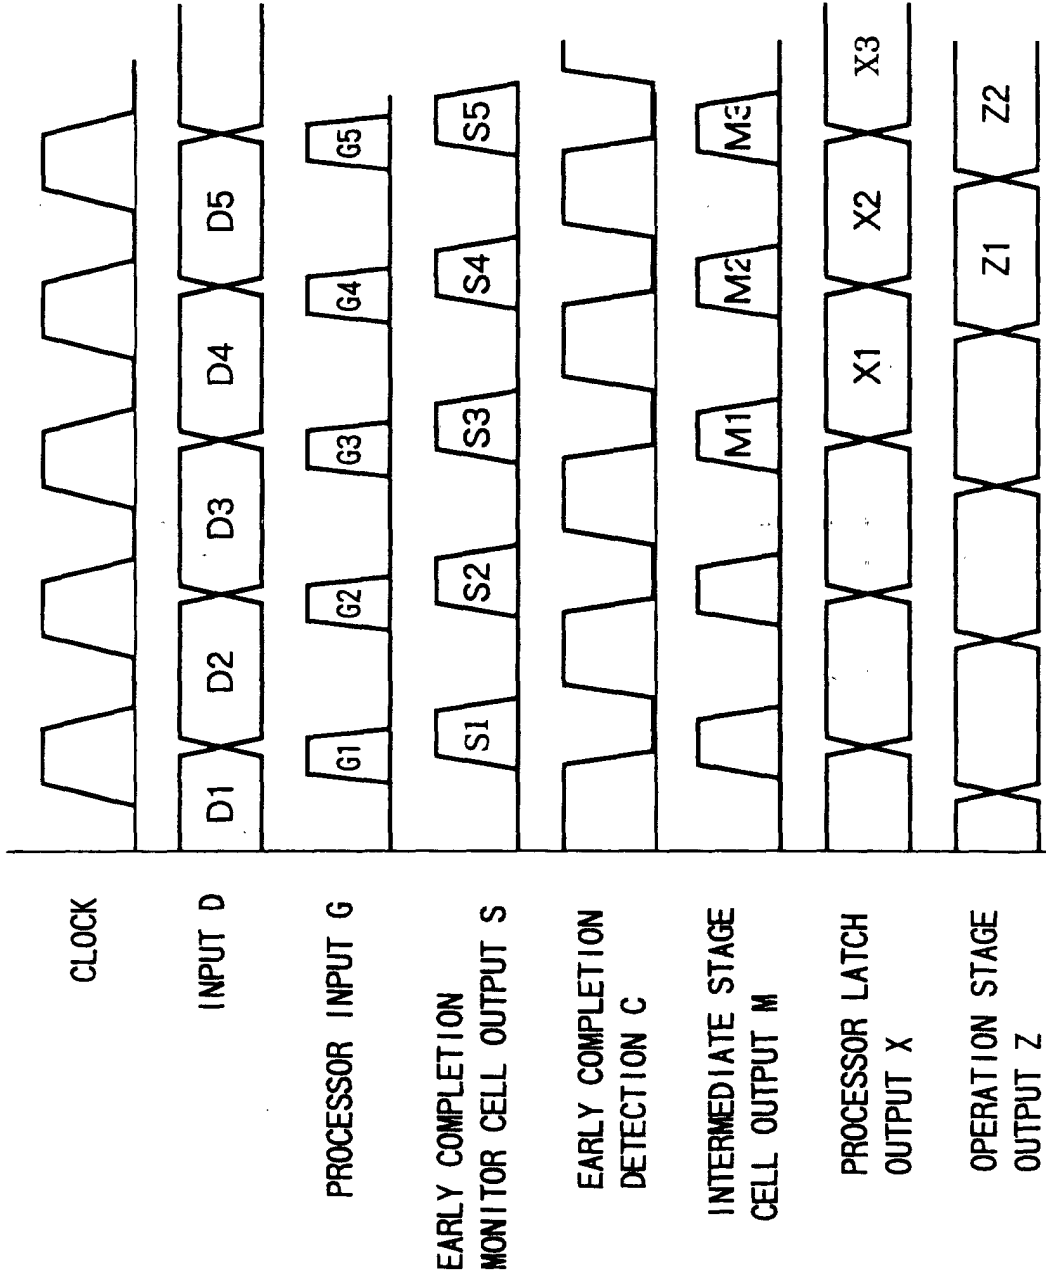 CLOCK
INPUT D
D1 D2 D3 D4 D5
PROCESSOR INPUT G
G1 G2 G3 G4 G5
EARLY COMPLETION
MONITOR CELL OUTPUT S
S1 S2 S3 S4 S5
EARLY COMPLETION
DETECTION C
INTERMEDIATE STAGE
CELL OUTPUT M
M1 M2 M3
PROCESSOR LATCH
OUTPUT X
X1 X2 X3
OPERATION STAGE
OUTPUT Z
Z1 Z2